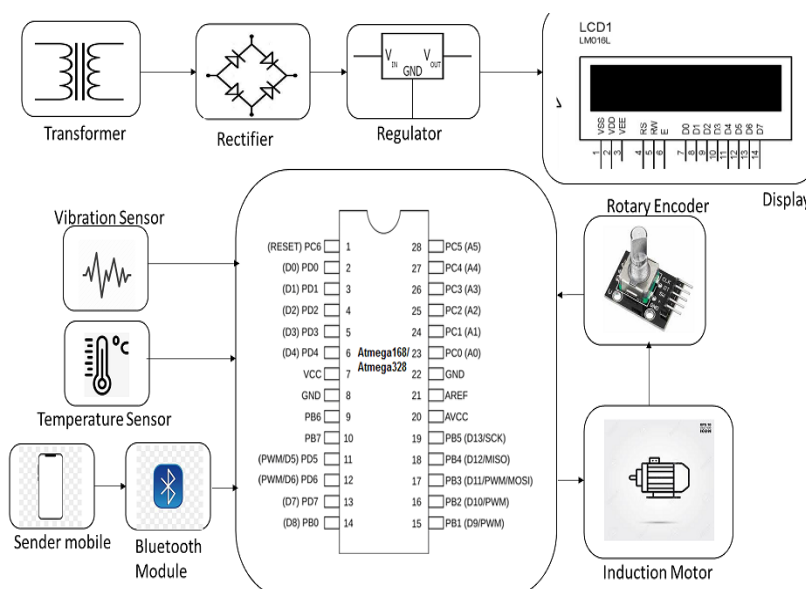 LCD1
LM016L
V IN
V OUT
GND
VSS
VDD
VEE
RS
RW
E
D0
D1
D2
D3
D4
D5
D6
D7
1
2
3
4
5
6
7
8
9
10
11
12
13
14
Transformer
Rectifier
Regulator
Display
Vibration Sensor
Rotary Encoder
(RESET) PC6 1 28 PC5 (A5)
(D0) PD0 2 27 PC4 (A4)
(D1) PD1 3 26 PC3 (A3)
(D2) PD2 4 25 PC2 (A2)
(D3) PD3 5 24 PC1 (A1)
(D4) PD4 6 Atmega168/ 23 PC0 (A0)
Atmega328
VCC 7 22 GND
GND 8 21 AREF
PB6 9 20 AVCC
PB7 10 19 PB5 (D13/SCK)
(PWM/D5) PD5 11 18 PB4 (D12/MISO)
(PWM/D6) PD6 12 17 PB3 (D11/PWM/MOSI)
(D7) PD7 13 16 PB2 (D10/PWM)
(D8) PB0 14 15 PB1 (D9/PWM)
°C
Temperature Sensor
Sender mobile
Bluetooth
Module
Induction Motor